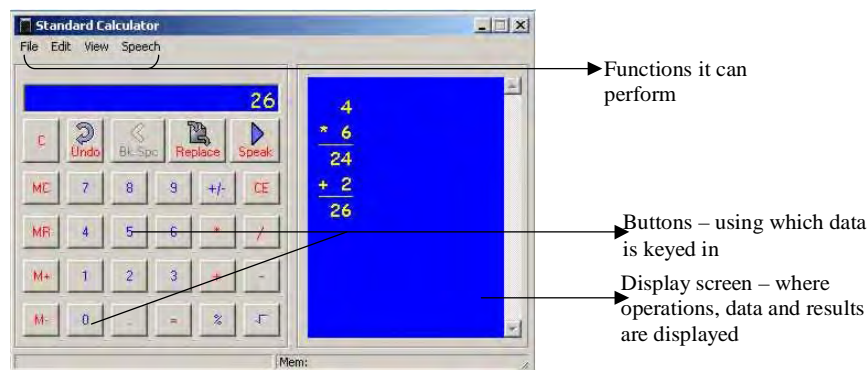 Standard Calculator
File Edit View Speech
26
C Undo Bk Spc Replace Speak
MC 7 8 9 +/- CE
MR 4 5 6 * /
M+ 1 2 3 + -
M- 0 . = % √
Mem:
4
* 6
24
+ 2
26
Functions it can
perform
Buttons – using which data
is keyed in
Display screen – where
operations, data and results
are displayed